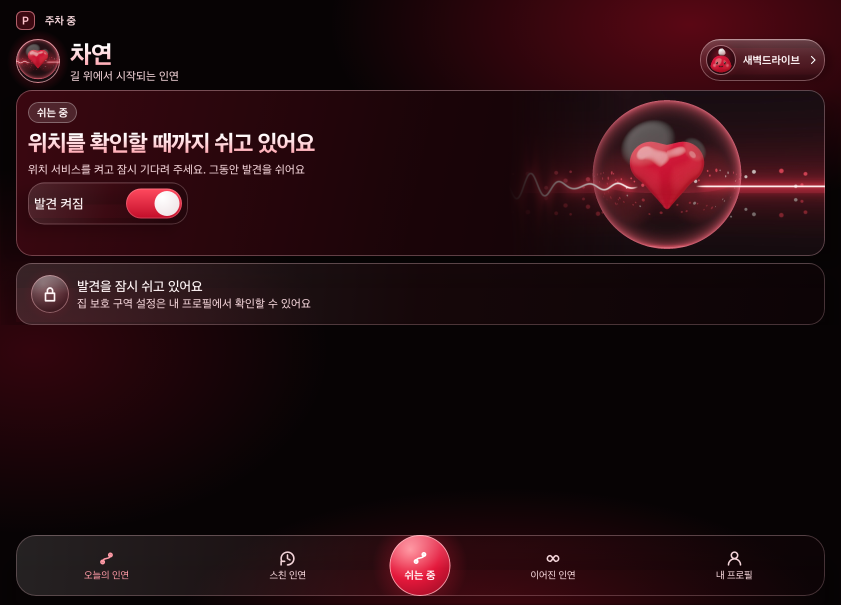 P 주차 중
차연
길 위에서 시작되는 인연
새벽드라이브
쉬는 중
위치를 확인할 때까지 쉬고 있어요
위치 서비스를 켜고 잠시 기다려 주세요. 그동안 발견을 쉬어요
발견 켜짐
발견을 잠시 쉬고 있어요
집 보호 구역 설정은 내 프로필에서 확인할 수 있어요
오늘의 인연
스친 인연
쉬는 중
이어진 인연
내 프로필